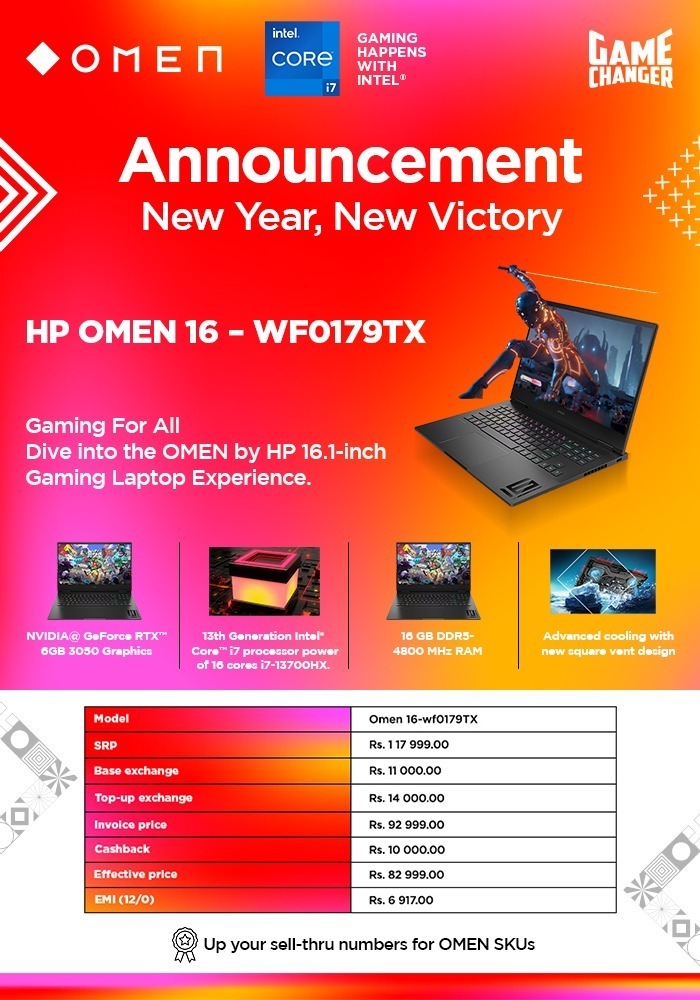 OMEN
intel.
CORE
i7
GAMING
HAPPENS
WITH
INTEL®
GAME
CHANGER
Announcement
New Year, New Victory
HP OMEN 16 – WF0179TX
Gaming For All
Dive into the OMEN by HP 16.1-inch
Gaming Laptop Experience.
NVIDIA® GeForce RTX™
6GB 3050 Graphics
13th Generation Intel®
Core™ i7 processor power
of 16 cores i7-13700HX.
16 GB DDR5-
4800 MHz RAM
Advanced cooling with
new square vent design
Model Omen 16-wf0179TX
SRP Rs. 1 17 999.00
Base exchange Rs. 11 000.00
Top-up exchange Rs. 14 000.00
Invoice price Rs. 92 999.00
Cashback Rs. 10 000.00
Effective price Rs. 82 999.00
EMI (12/0) Rs. 6 917.00
Up your sell-thru numbers for OMEN SKUs